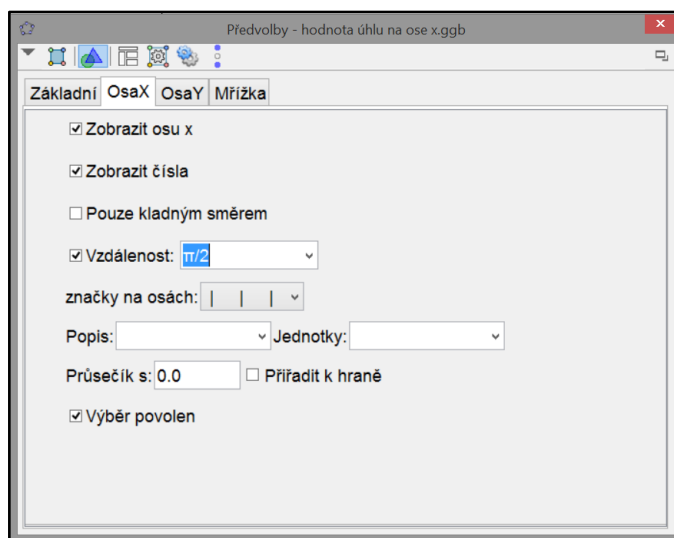 Předvolby - hodnota úhlu na ose x.ggb
Základní OsaX OsaY Mřížka
Zobrazit osu x
Zobrazit čísla
Pouze kladným směrem
Vzdálenost: π/2
značky na osách: | | |
Popis: Jednotky:
Průsečík s: 0.0 Přiřadit k hraně
Výběr povolen